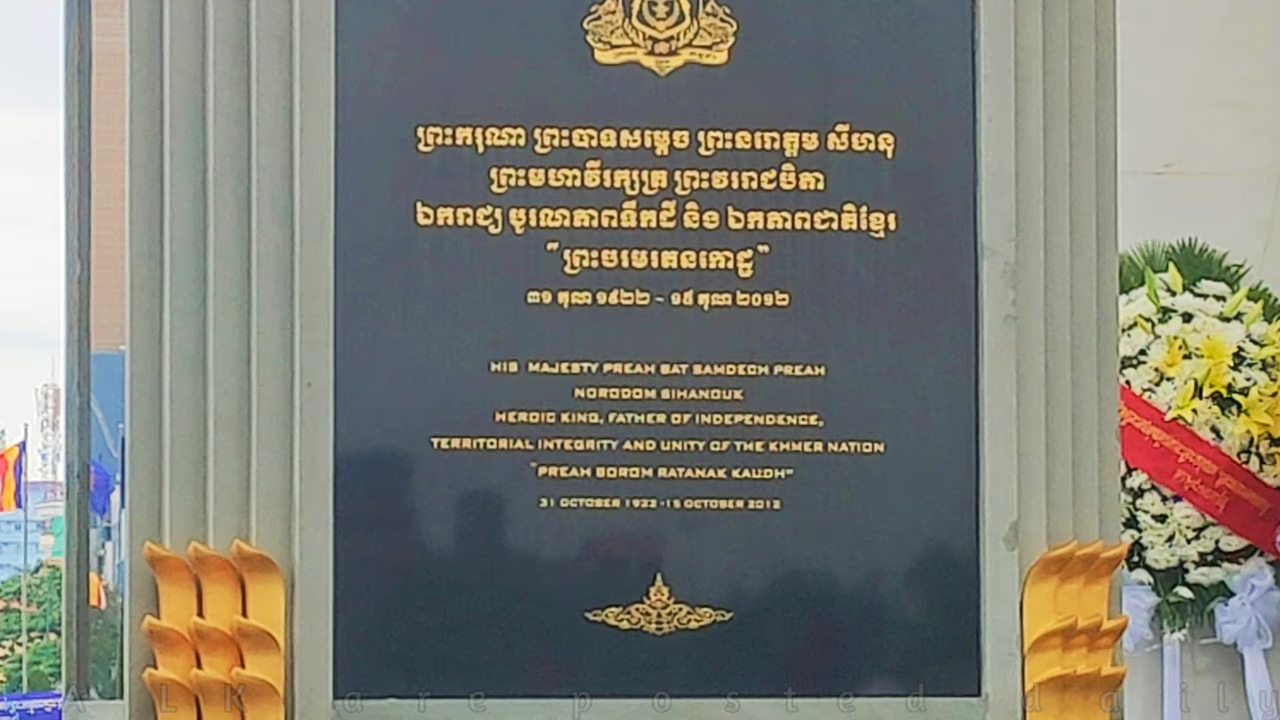 ព្រះករុណា ព្រះបាទសម្តេច ព្រះនរោត្តម សីហនុ
ព្រះមហាវីរក្សត្រ ព្រះវររាជបិតា
ឯករាជ្យ បូរណភាពទឹកដី និង ឯកភាពជាតិខ្មែរ
"ព្រះបរមរតនកោដ្ឋ"
៣១ តុលា ១៩២២ - ១៥ តុលា ២០១២
HIS MAJESTY PREAH BAT SAMDECH PREAH
NORODOM SIHANOUK
HEROIC KING, FATHER OF INDEPENDENCE,
TERRITORIAL INTEGRITY AND UNITY OF THE KHMER NATION
"PREAH BOROM RATANAK KAUDH"
31 OCTOBER 1922 -15 OCTOBER 2012
ALK are posted daily